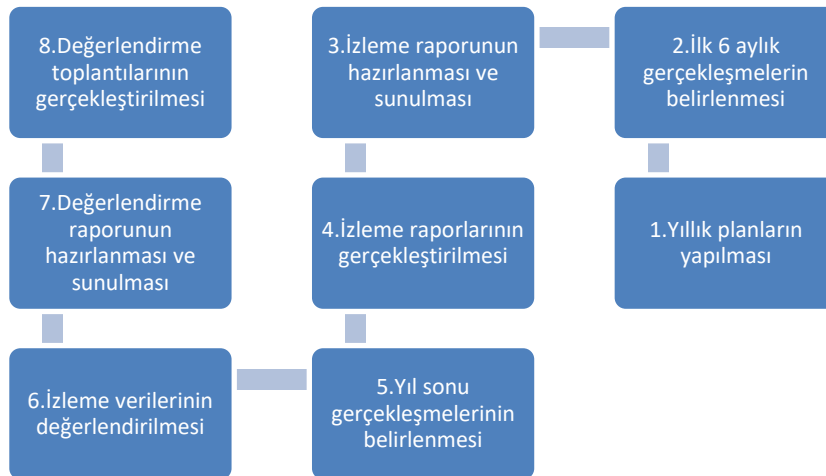 8.Değerlendirme
toplantılarının
gerçekleştirilmesi
3.İzleme raporunun
hazırlanması ve
sunulması
2.İlk 6 aylık
gerçekleşmelerin
belirlenmesi
7.Değerlendirme
raporunun
hazırlanması ve
sunulması
4.İzleme raporlarının
gerçekleştirilmesi
1.Yıllık planların
yapılması
6.İzleme verilerinin
değerlendirilmesi
5.Yıl sonu
gerçekleşmelerinin
belirlenmesi